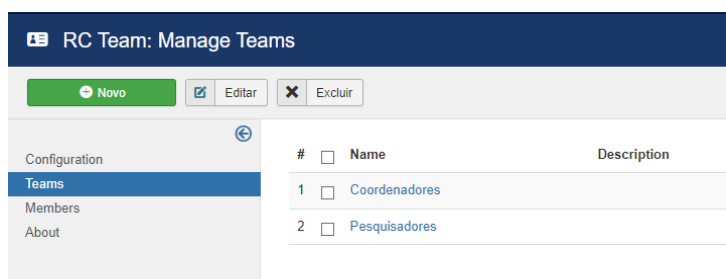 RC Team: Manage Teams
Novo Editar Excluir
Configuration
Teams
Members
About
# Name Description
1 Coordenadores
2 Pesquisadores